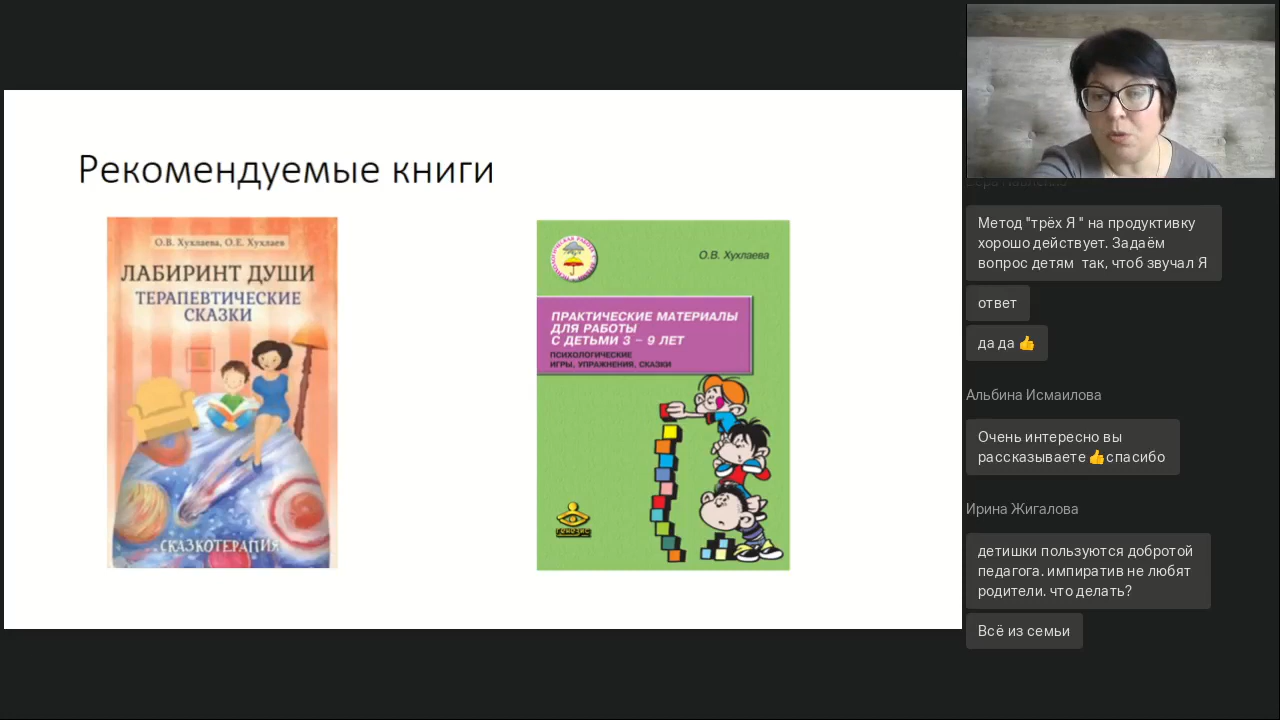 Рекомендуемые книги
О.В. Хухлаева, О.Е. Хухлаев
ЛАБИРИНТ ДУШИ
ТЕРАПЕВТИЧЕСКИЕ
СКАЗКИ
СКАЗКОТЕРАПИЯ
О.В. Хухлаева
ПРАКТИЧЕСКИЕ МАТЕРИАЛЫ
ДЛЯ РАБОТЫ
С ДЕТЬМИ 3 – 9 ЛЕТ
ПСИХОЛОГИЧЕСКИЕ
ИГРЫ, УПРАЖНЕНИЯ, СКАЗКИ
генезис
Метод "трёх Я " на продуктивку
хорошо действует. Задаём
вопрос детям так, чтоб звучал Я
ответ
да да 👍
Альбина Исмаилова
Очень интересно вы
рассказываете 👍спасибо
Ирина Жигалова
детишки пользуются добротой
педагога. импиратив не любят
родители. что делать?
Всё из семьи